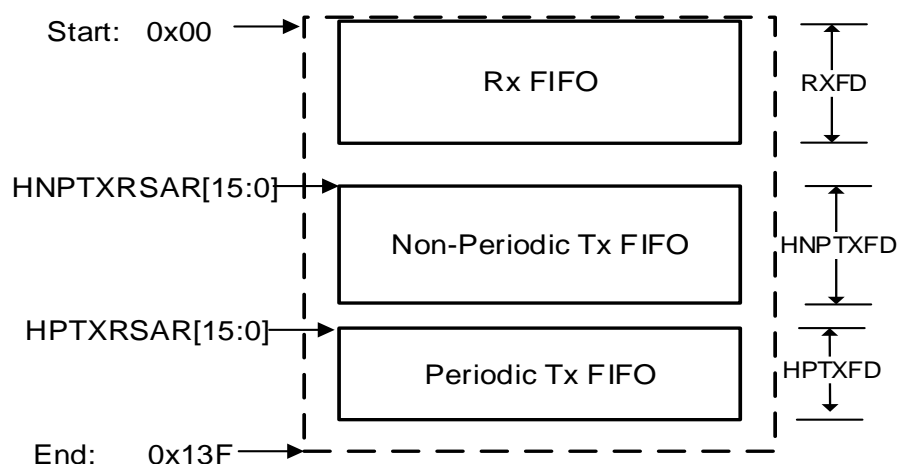 Start: 0x00
Rx FIFO
RXFD
HNPTXRSAR[15:0]
Non-Periodic Tx FIFO
HNPTXFD
HPTXRSAR[15:0]
Periodic Tx FIFO
HPTXFD
End: 0x13F